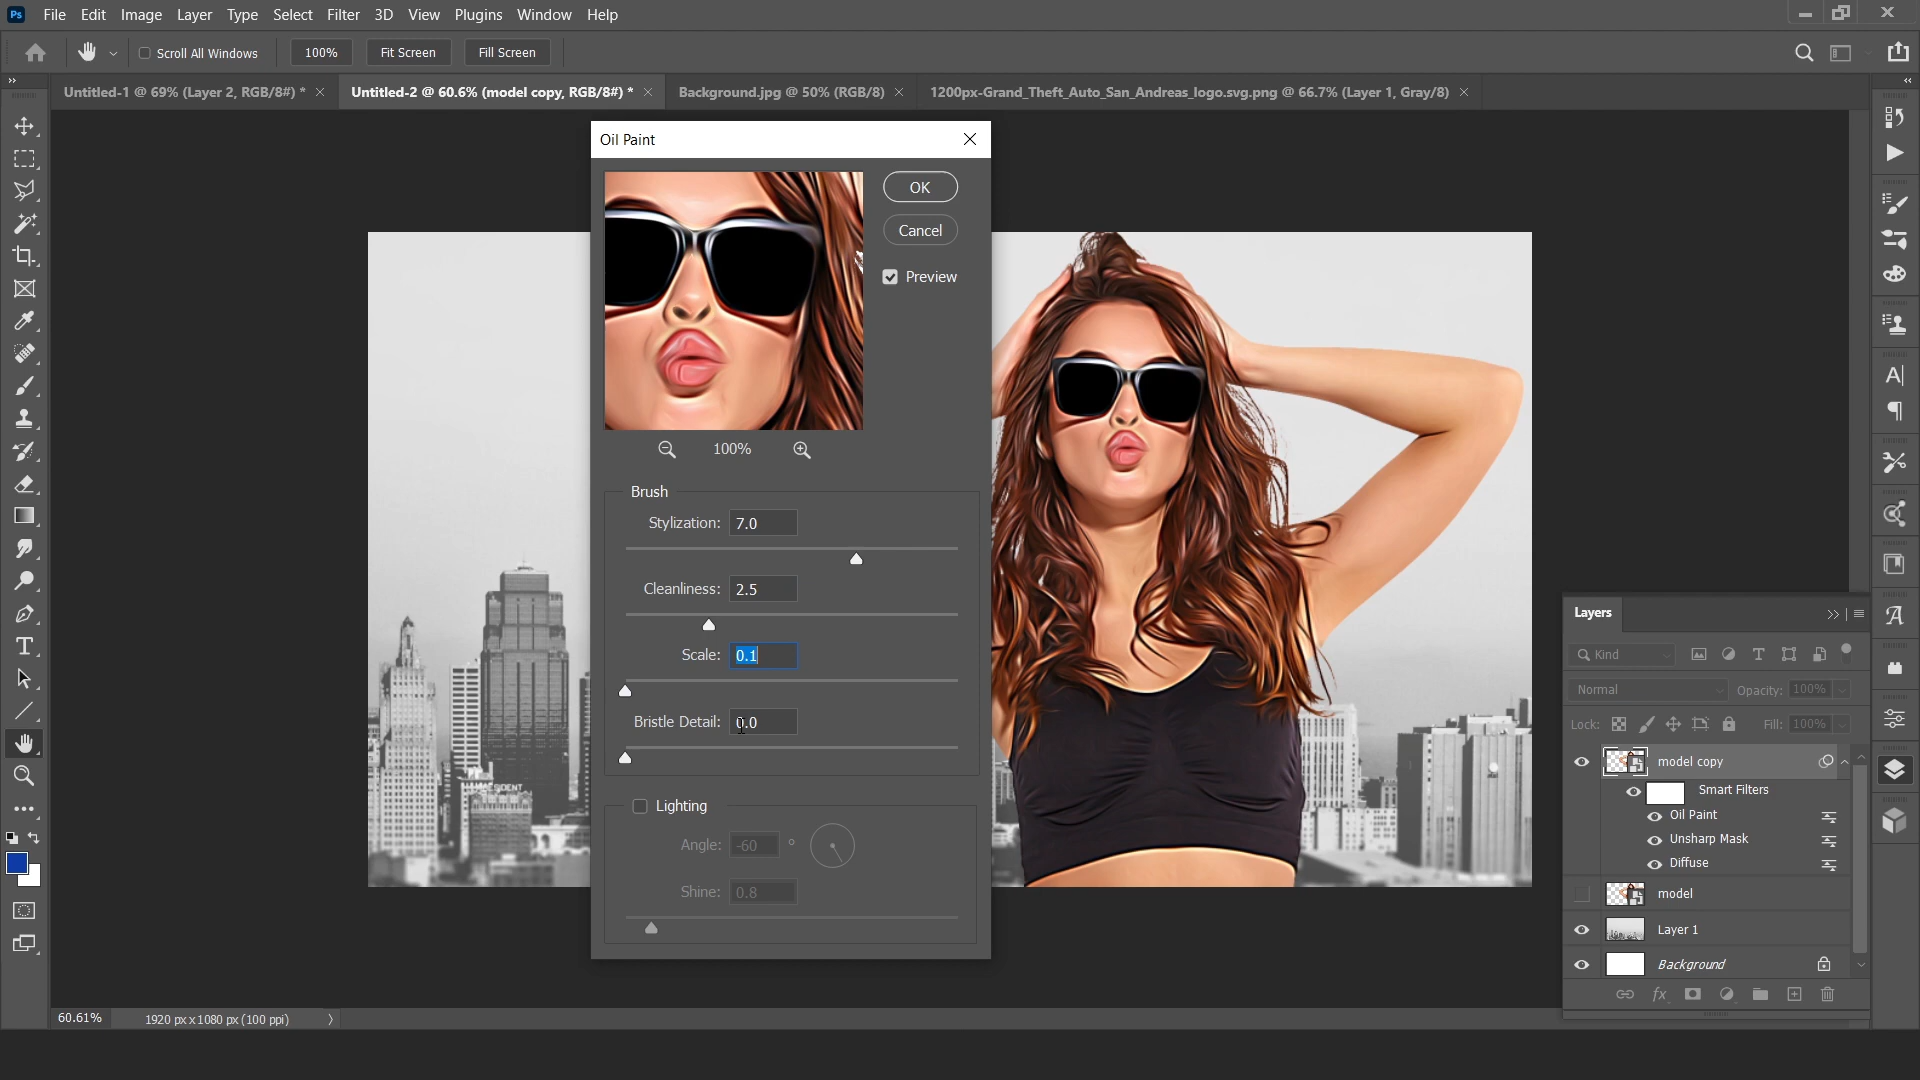 Ps File Edit Image Layer Type Select Filter 3D View Plugins Window Help
Scroll All Windows 100% Fit Screen Fill Screen
Untitled-1 @ 69% (Layer 2, RGB/8#) * Untitled-2 @ 60.6% (model copy, RGB/8#) * Background.jpg @ 50% (RGB/8) 1200px-Grand_Theft_Auto_San_Andreas_logo.svg.png @ 66.7% (Layer 1, Gray/8)
Oil Paint
OK
Cancel
Preview
100%
Brush
Stylization: 7.0
Cleanliness: 2.5
Scale: 0.1
Bristle Detail: 0.0
Lighting
Angle: -60 °
Shine: 0.8
Layers
Kind
Normal Opacity: 100%
Lock: Fill: 100%
model copy
Smart Filters
Oil Paint
Unsharp Mask
Diffuse
model
Layer 1
Background
60.61% 1920 px x 1080 px (100 ppi)